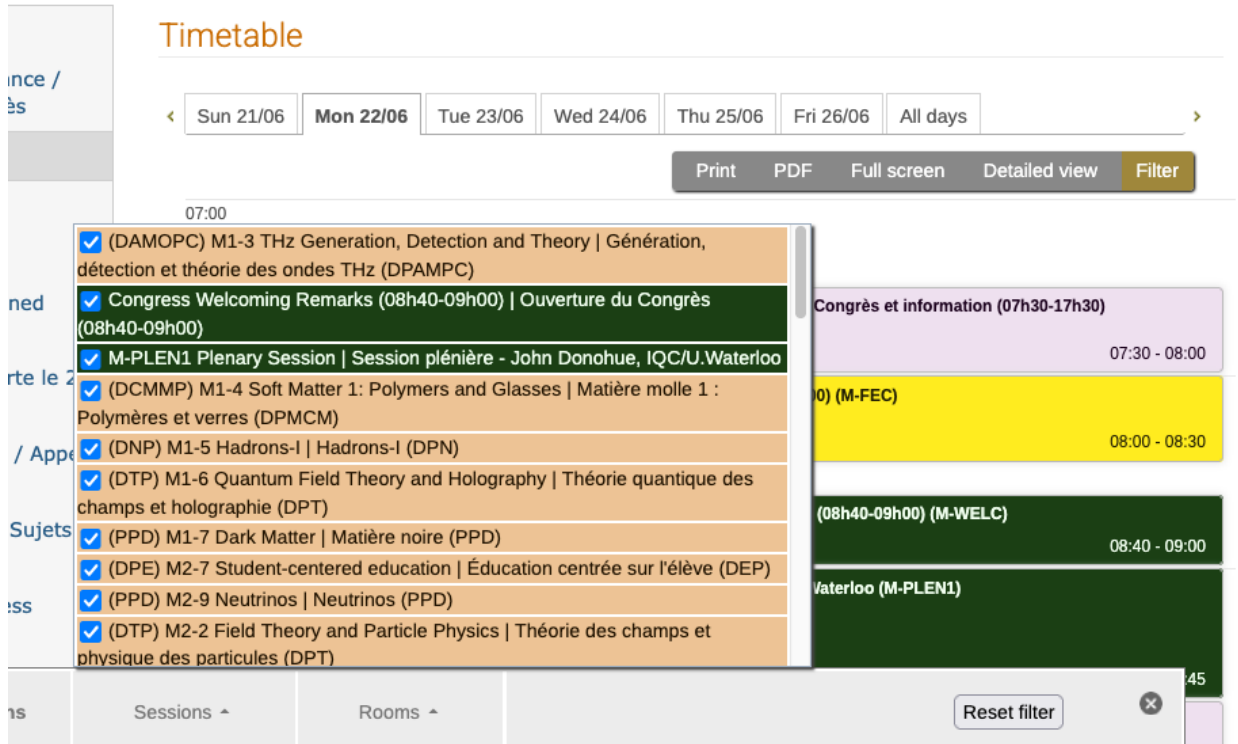 Timetable
ance /
ès
Sun 21/06 Mon 22/06 Tue 23/06 Wed 24/06 Thu 25/06 Fri 26/06 All days
Print PDF Full screen Detailed view Filter
07:00
(DAMOPC) M1-3 THz Generation, Detection and Theory | Génération,
détection et théorie des ondes THz (DPAMPC)
Congress Welcoming Remarks (08h40-09h00) | Ouverture du Congrès
(08h40-09h00)
M-PLEN1 Plenary Session | Session plénière - John Donohue, IQC/U.Waterloo
(DCMMP) M1-4 Soft Matter 1: Polymers and Glasses | Matière molle 1 :
Polymères et verres (DPMCM)
(DNP) M1-5 Hadrons-I | Hadrons-I (DPN)
(DTP) M1-6 Quantum Field Theory and Holography | Théorie quantique des
champs et holographie (DPT)
(PPD) M1-7 Dark Matter | Matière noire (PPD)
(DPE) M2-7 Student-centered education | Éducation centrée sur l'élève (DEP)
(PPD) M2-9 Neutrinos | Neutrinos (PPD)
(DTP) M2-2 Field Theory and Particle Physics | Théorie des champs et
physique des particules (DPT)
ned
rte le 2
/ Appe
Sujets
ess
Congrès et information (07h30-17h30)
07:30 - 08:00
00) (M-FEC)
08:00 - 08:30
(08h40-09h00) (M-WELC)
08:40 - 09:00
Waterloo (M-PLEN1)
:45
ns Sessions Rooms Reset filter